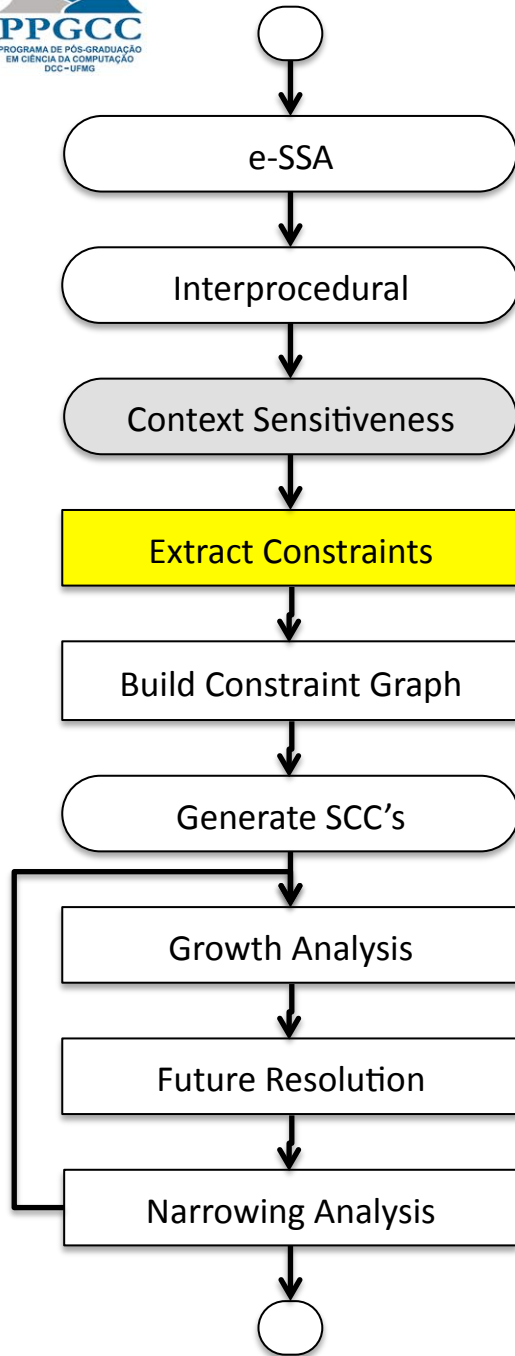 PPGCC
PROGRAMA DE PÓS-GRADUAÇÃO
EM CIÊNCIA DA COMPUTAÇÃO
DCC-UFMG
e-SSA
Interprocedural
Context Sensitiveness
Extract Constraints
Build Constraint Graph
Generate SCC's
Growth Analysis
Future Resolution
Narrowing Analysis